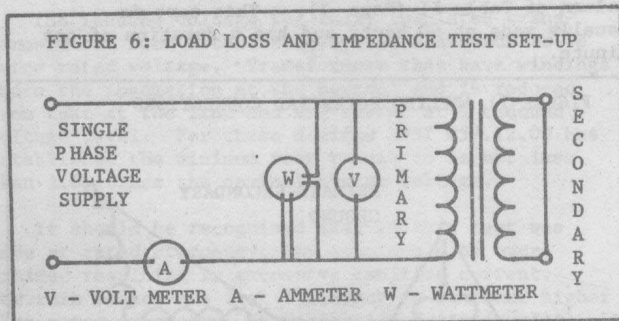 FIGURE 6: LOAD LOSS AND IMPEDANCE TEST SET-UP
SINGLE
PHASE
VOLTAGE
SUPPLY
W
V
A
PRIMARY
SECONDARY
V - VOLT METER A - AMMETER W - WATTMETER